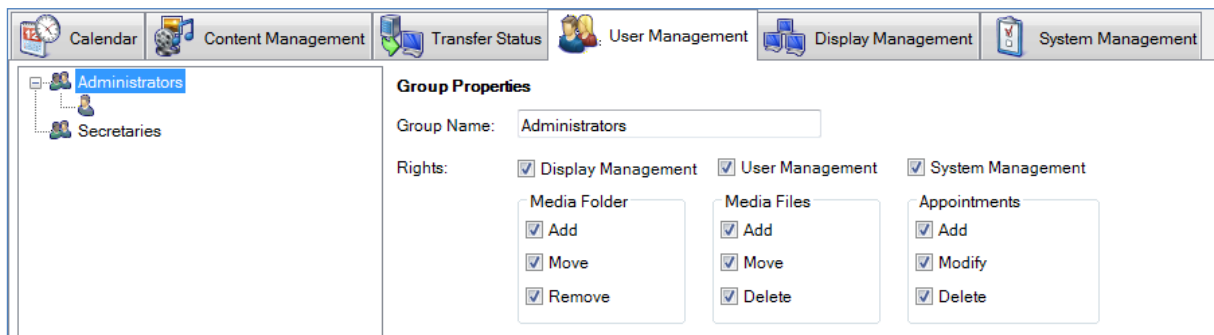 Calendar Content Management Transfer Status User Management Display Management System Management
Administrators
Secretaries
Group Properties
Group Name: Administrators
Rights: Display Management User Management System Management
Media Folder Media Files Appointments
Add Add Add
Move Move Modify
Remove Delete Delete